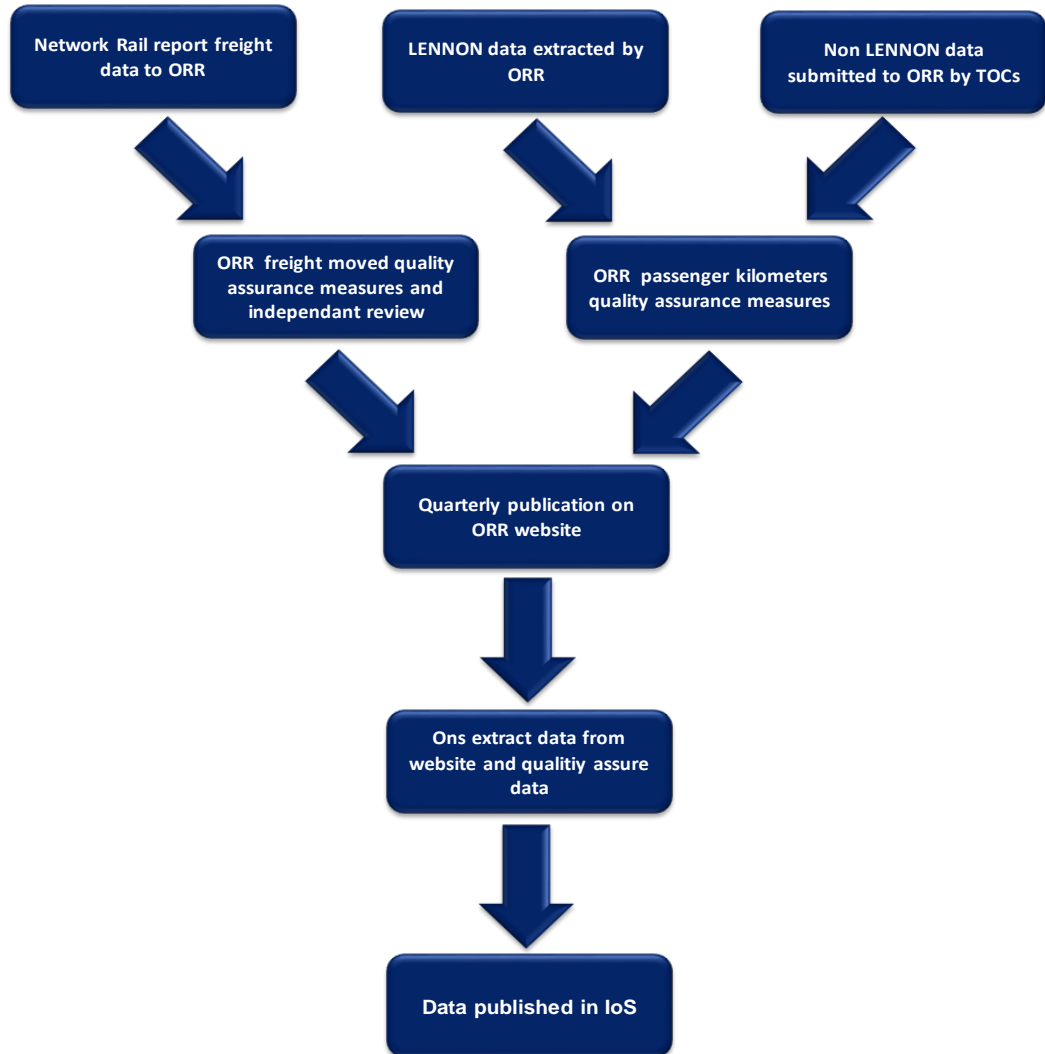 Network Rail report freight
data to ORR
LENNON data extracted by
ORR
Non LENNON data
submitted to ORR by TOCs
ORR  freight moved quality
assurance measures and
independant review
ORR  passenger kilometers
quality assurance measures
Quarterly publication on
ORR website
Ons extract data from
website and qualitiy assure
data
Data published in IoS